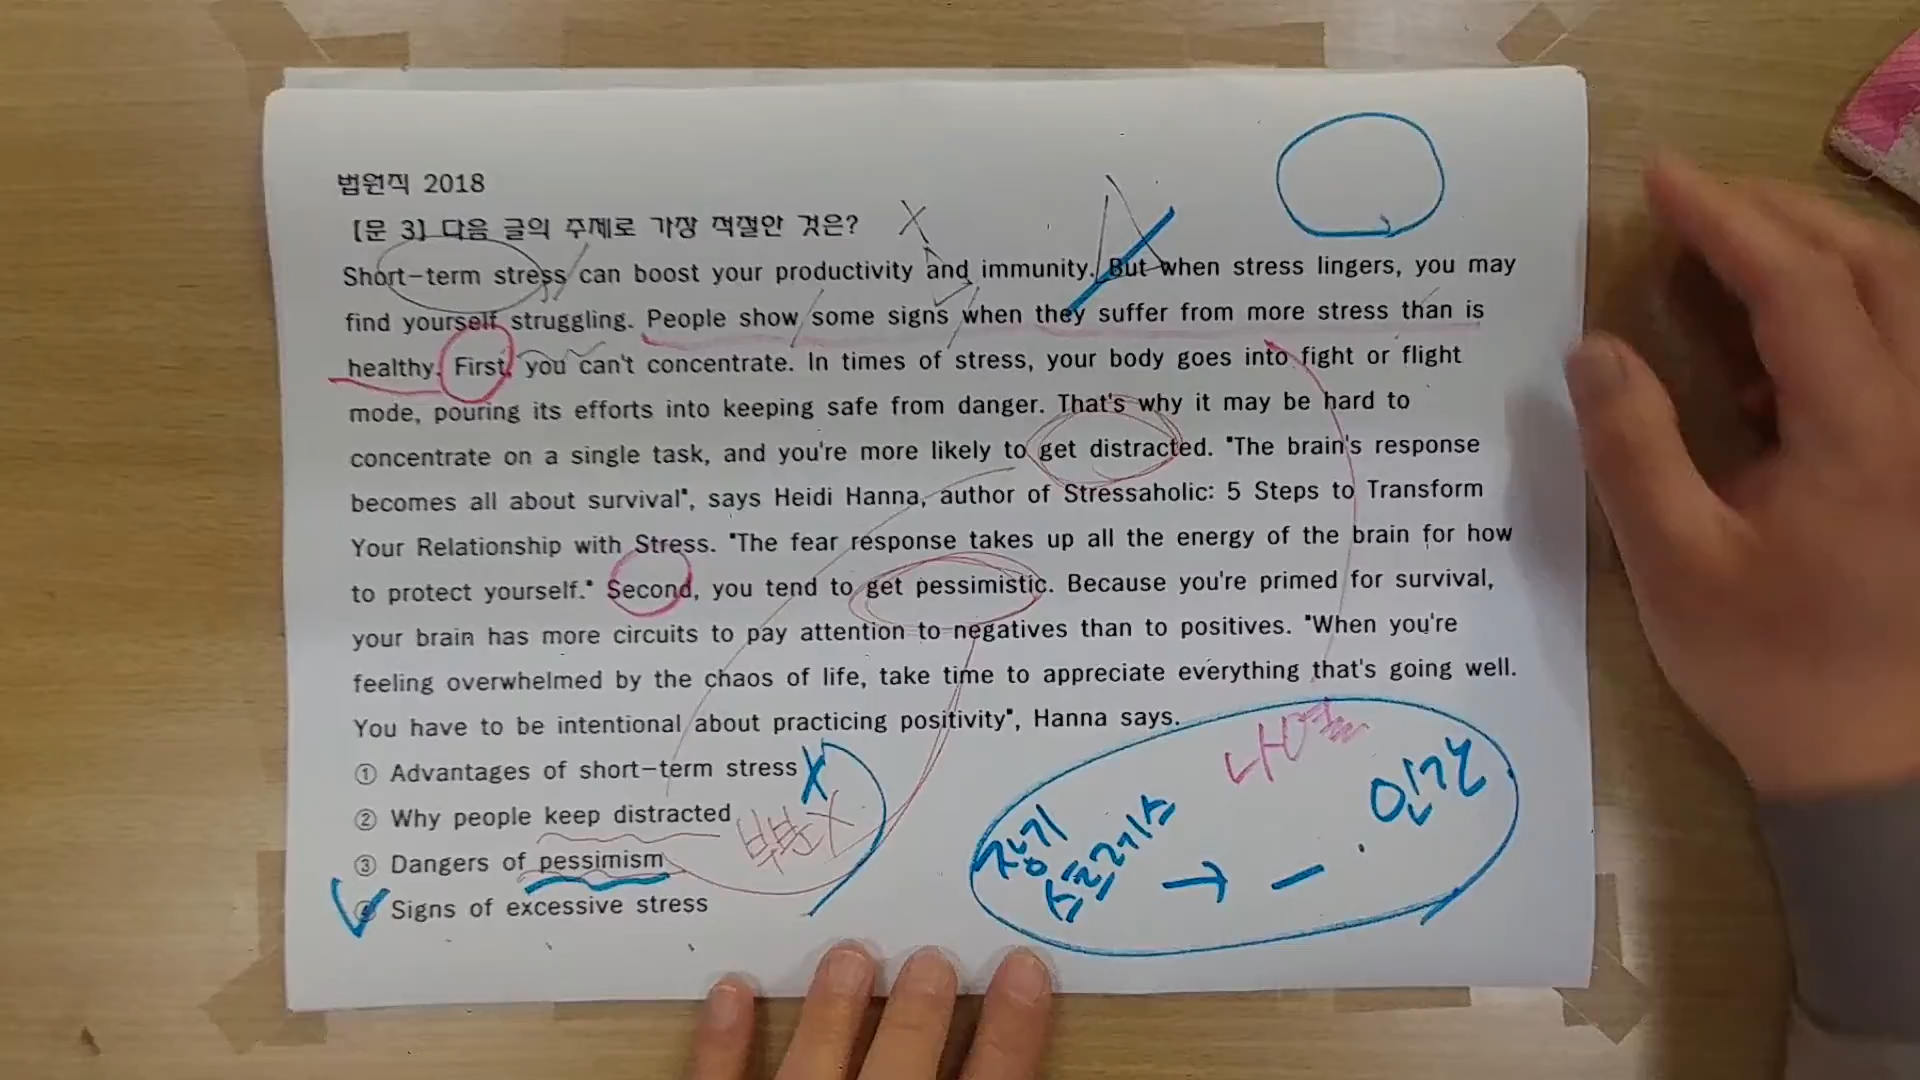 법원직 2018
[문 3] 다음 글의 주제로 가장 적절한 것은?
Short-term stress can boost your productivity and immunity. But when stress lingers, you may
find yourself struggling. People show some signs when they suffer from more stress than is
healthy. First, you can't concentrate. In times of stress, your body goes into fight or flight
mode, pouring its efforts into keeping safe from danger. That's why it may be hard to
concentrate on a single task, and you're more likely to get distracted. "The brain's response
becomes all about survival", says Heidi Hanna, author of Stressaholic: 5 Steps to Transform
Your Relationship with Stress. "The fear response takes up all the energy of the brain for how
to protect yourself." Second, you tend to get pessimistic. Because you're primed for survival,
your brain has more circuits to pay attention to negatives than to positives. "When you're
feeling overwhelmed by the chaos of life, take time to appreciate everything that's going well.
You have to be intentional about practicing positivity", Hanna says.
① Advantages of short-term stress X
② Why people keep distracted
부분X
③ Dangers of pessimism
④ Signs of excessive stress
나열
장기
스트레스 → -
인간